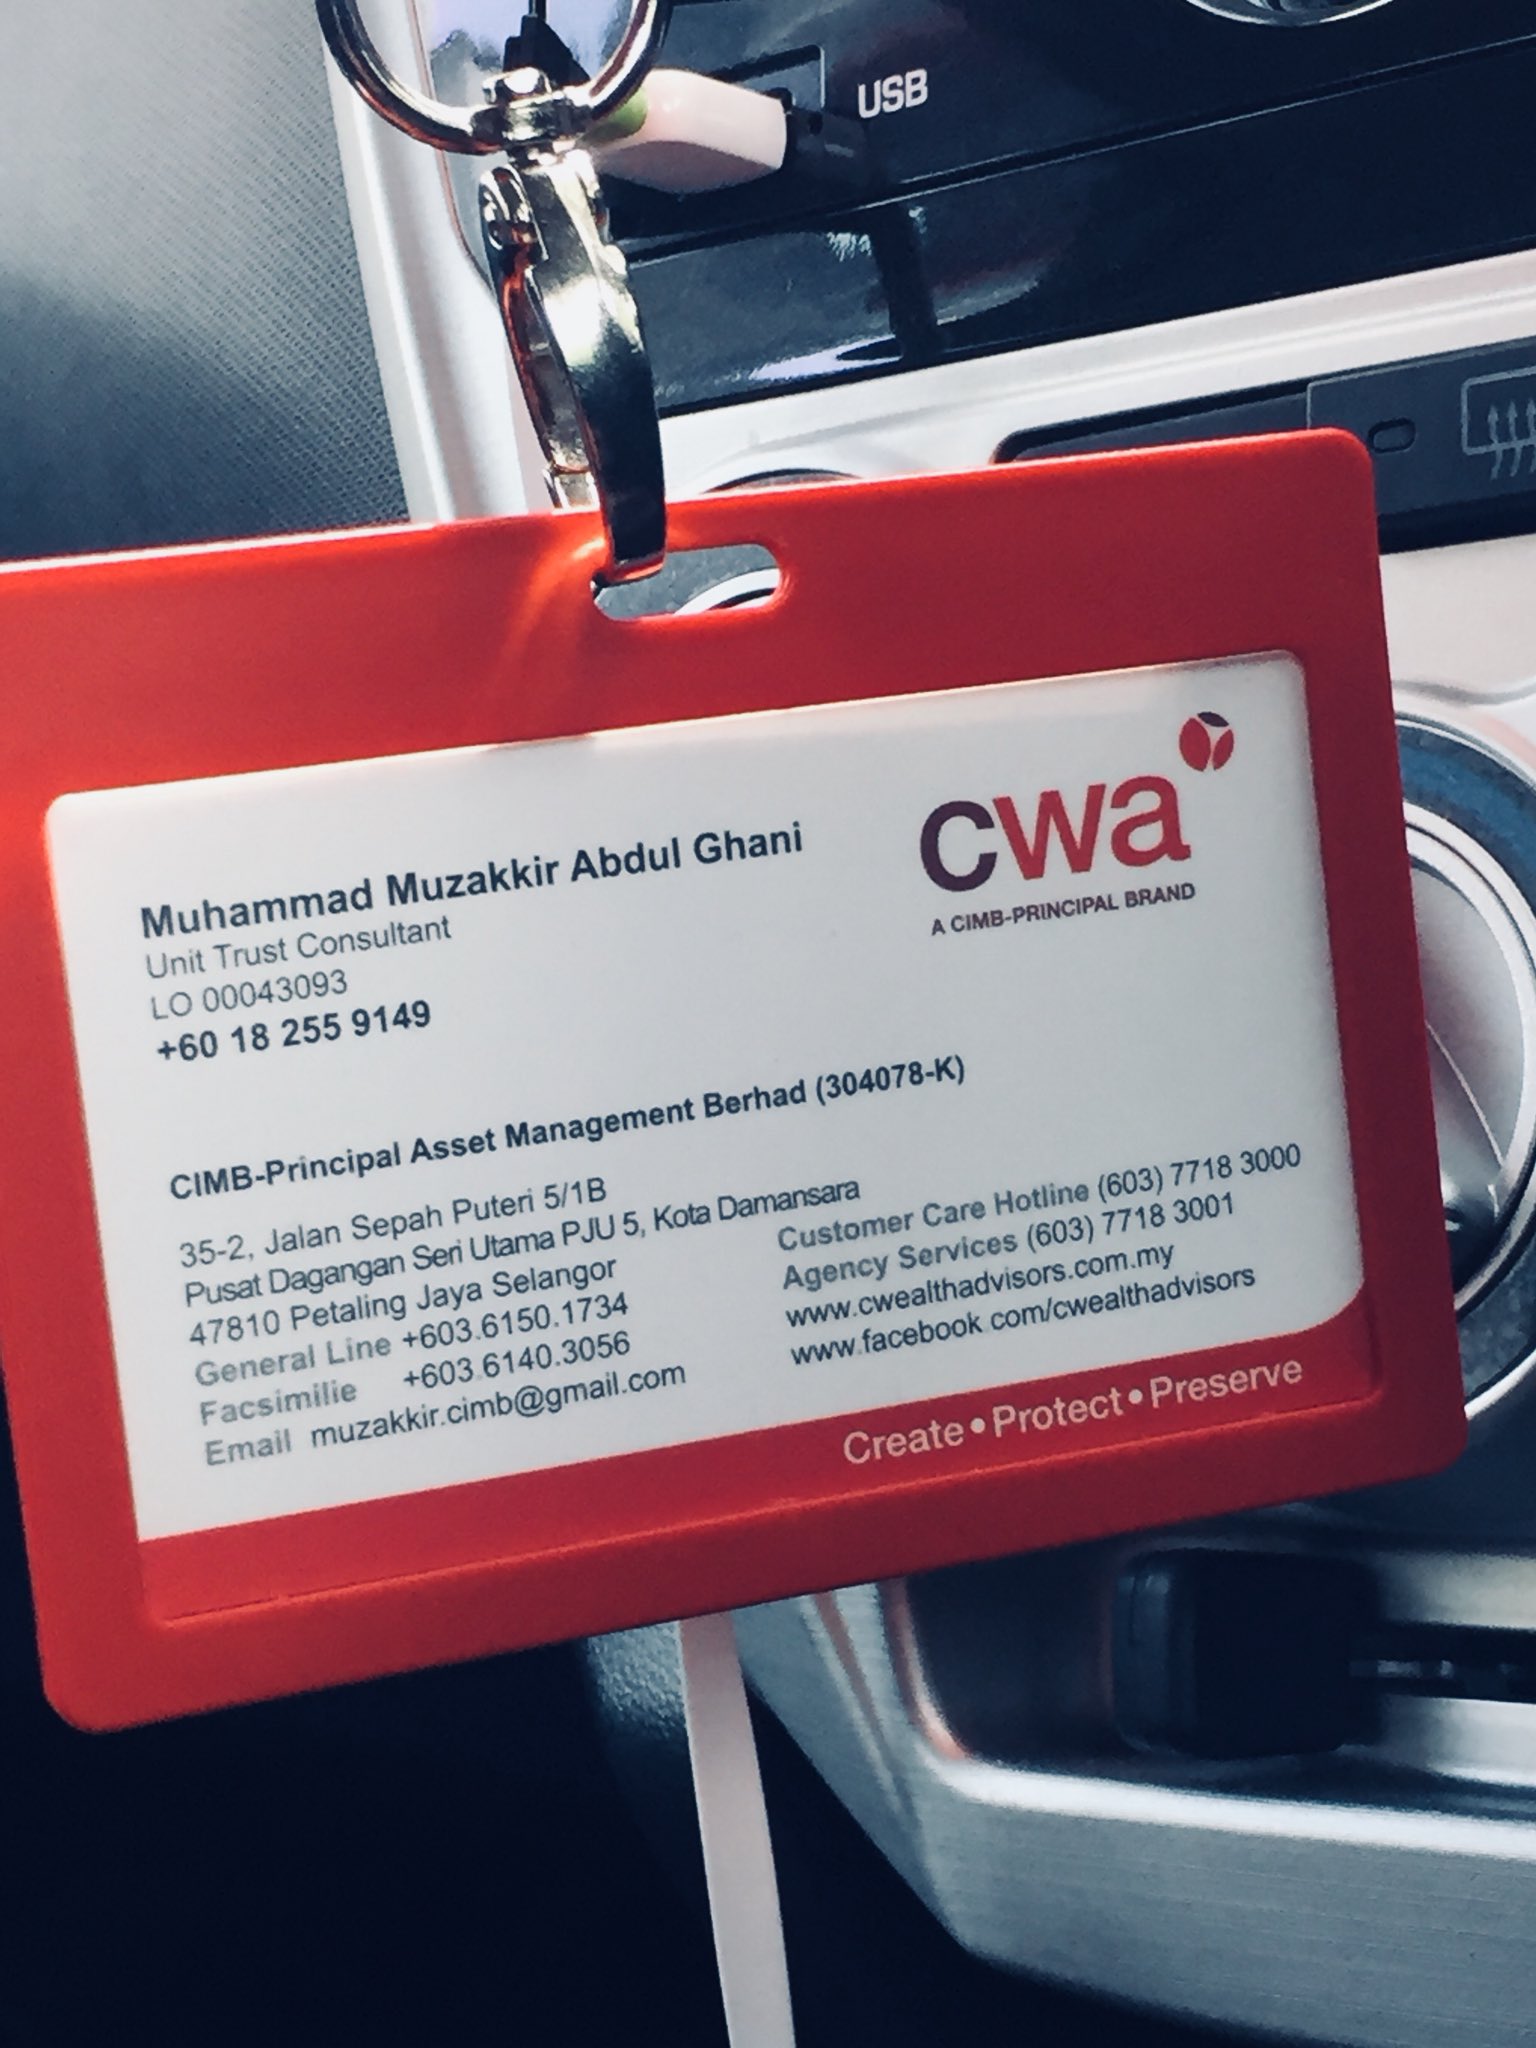 USB
cwa
A CIMB-PRINCIPAL BRAND
Muhammad Muzakkir Abdul Ghani
Unit Trust Consultant
LO 00043093
+60 18 255 9149
CIMB-Principal Asset Management Berhad (304078-K)
35-2, Jalan Sepah Puteri 5/1B
Pusat Dagangan Seri Utama PJU 5, Kota Damansara
47810 Petaling Jaya Selangor
General Line +603.6150.1734
Facsimilie +603.6140.3056
Email muzakkir.cimb@gmail.com
Customer Care Hotline (603) 7718 3000
Agency Services (603) 7718 3001
www.cwealthadvisors.com.my
www.facebook.com/cwealthadvisors
Create • Protect • Preserve